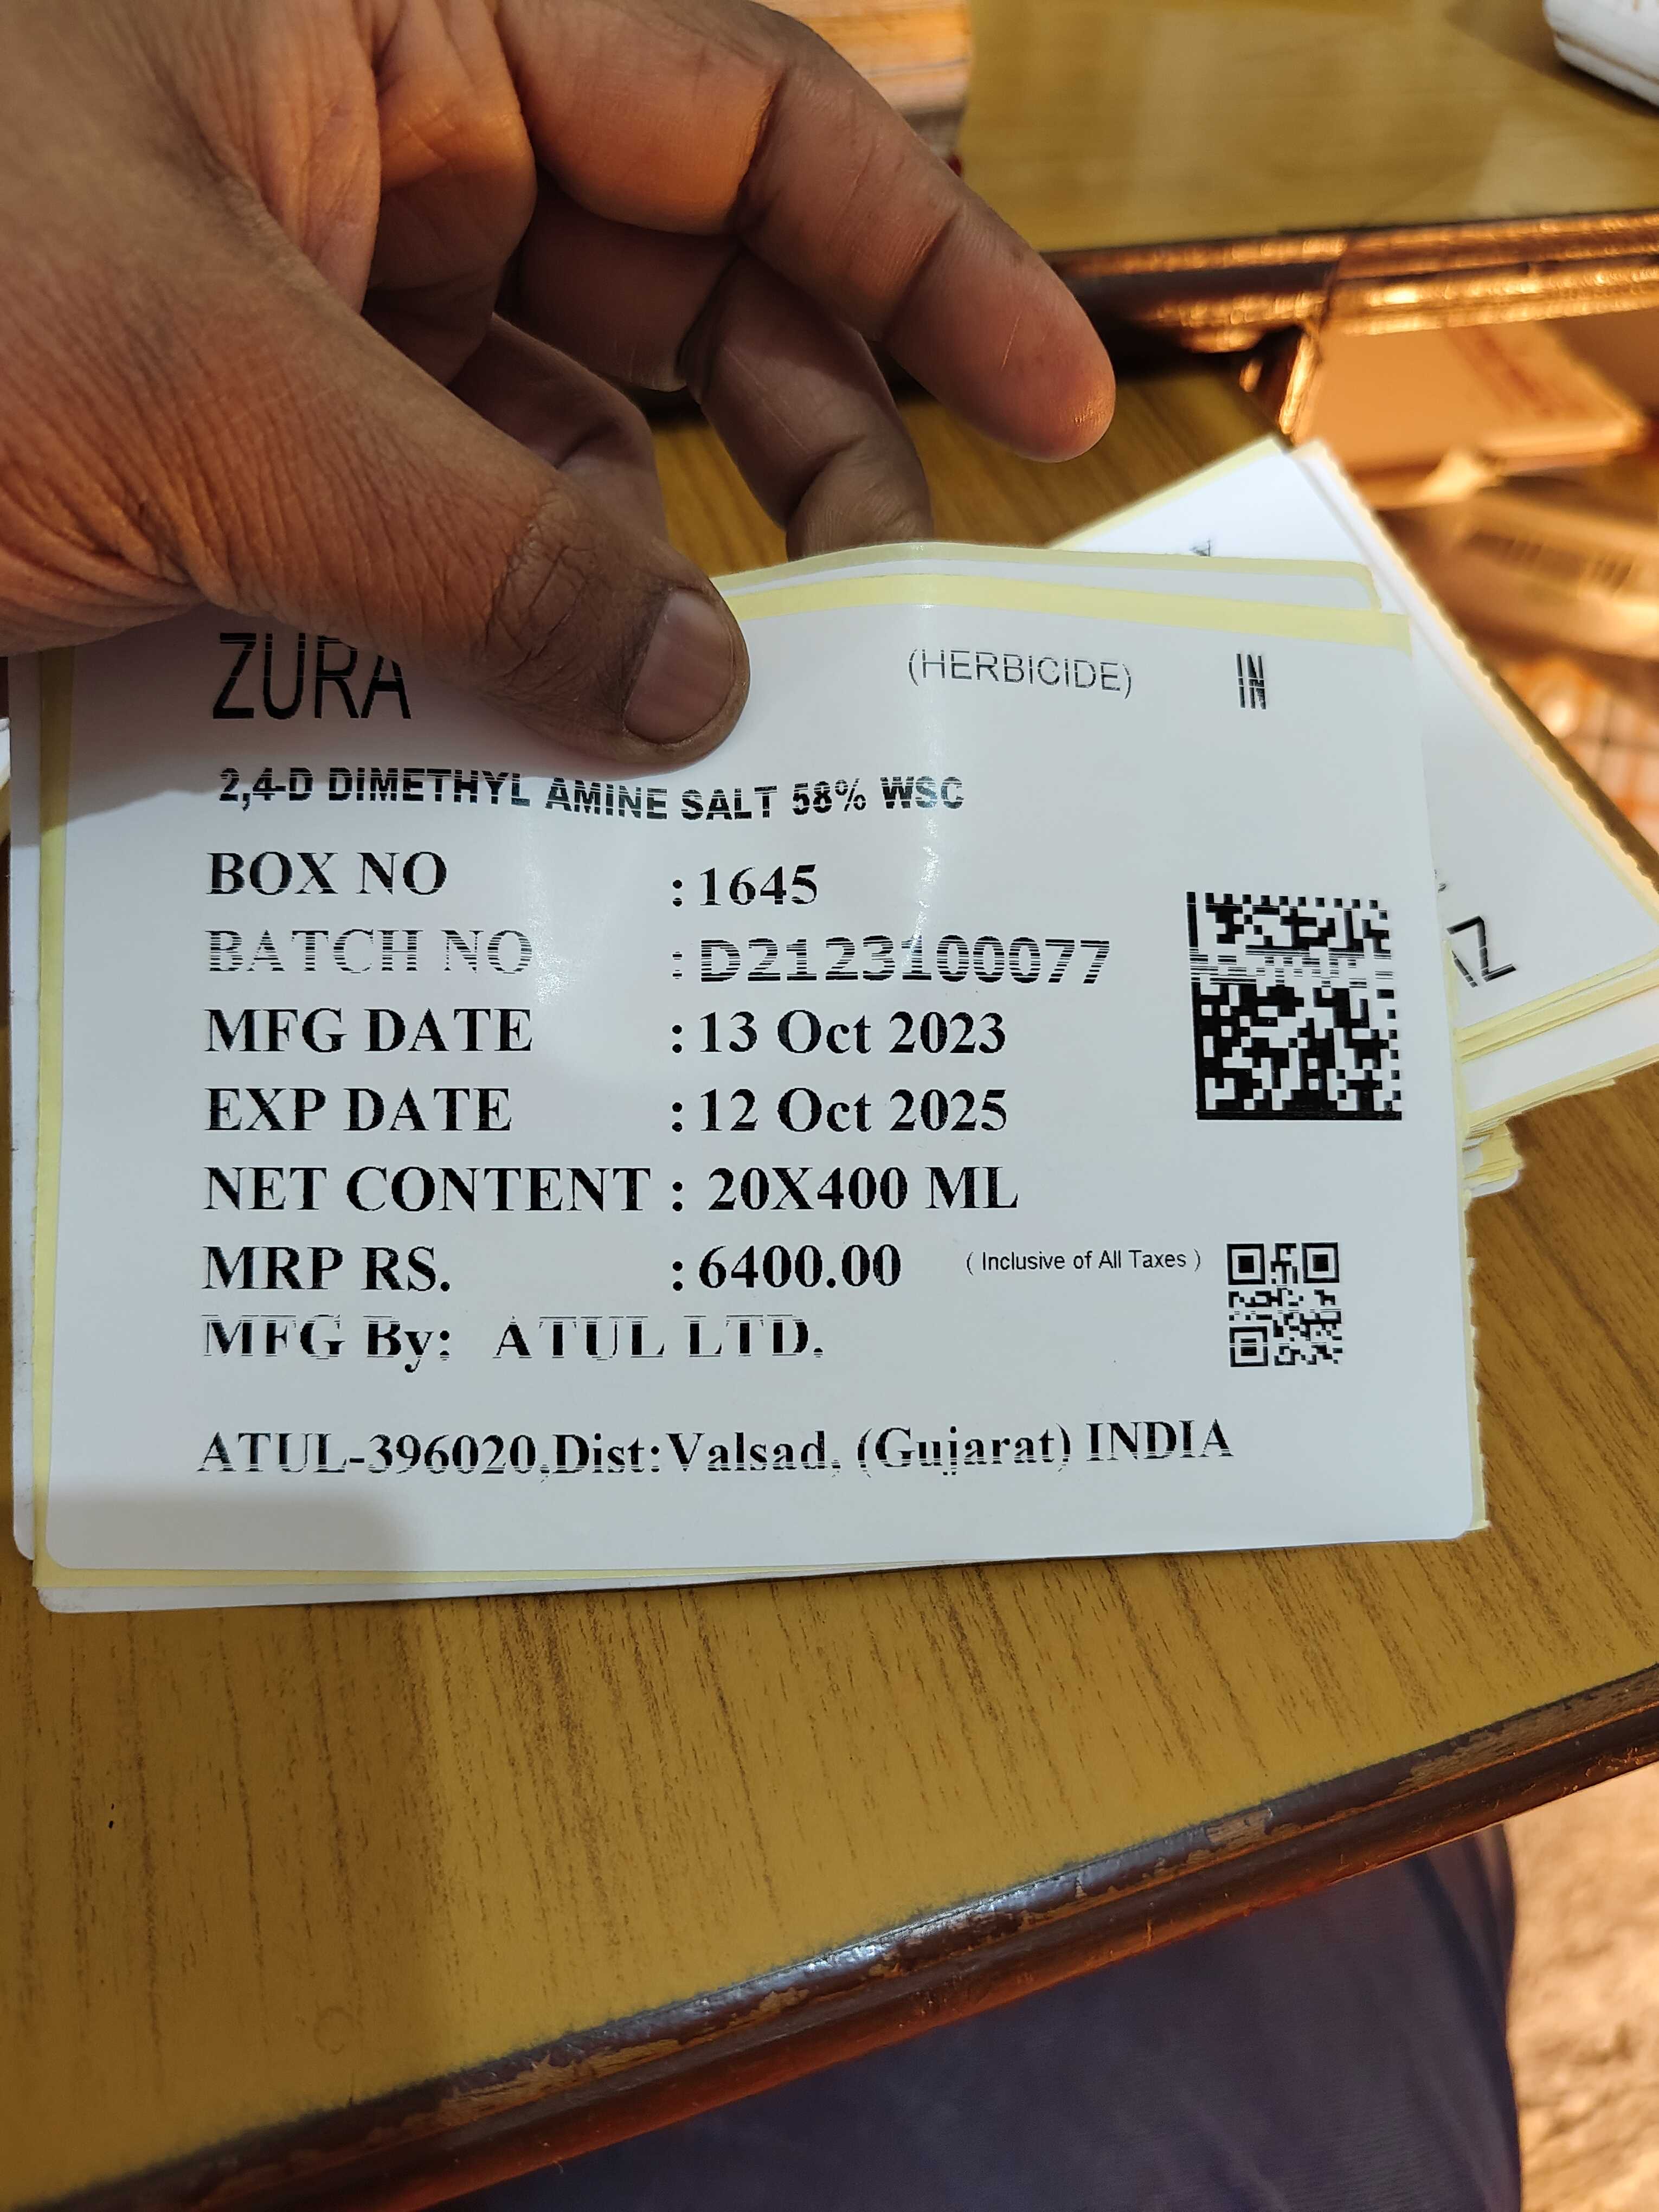 ZURA
(HERBICIDE)
IN
2,4-D DIMETHYL AMINE SALT 58% WSC
BOX NO : 1645
BATCH NO : D2123100077
MFG DATE : 13 Oct 2023
EXP DATE : 12 Oct 2025
NET CONTENT : 20X400 ML
MRP RS. : 6400.00 ( Inclusive of All Taxes )
MFG By: ATUL LTD.
ATUL-396020,Dist:Valsad, (Gujarat) INDIA